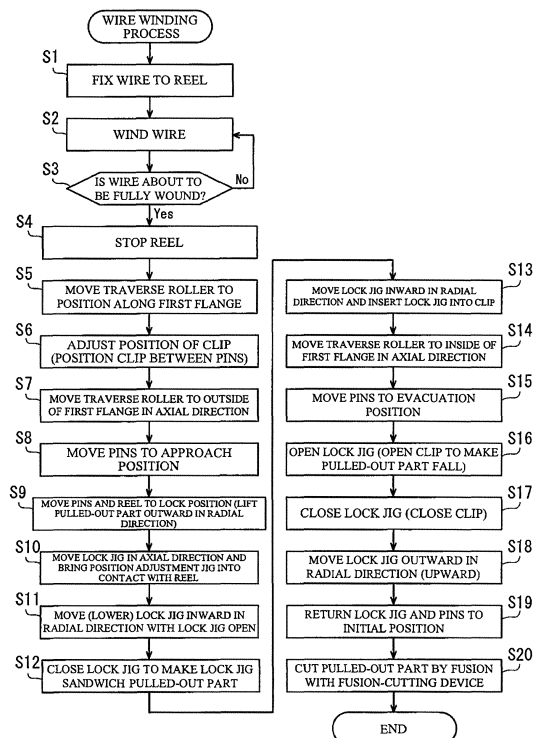 WIRE WINDING
PROCESS
S1
FIX WIRE TO REEL
S2
WIND WIRE
S3
IS WIRE ABOUT TO
BE FULLY WOUND?
No
Yes
S4
STOP REEL
S5
MOVE TRAVERSE ROLLER TO
POSITION ALONG FIRST FLANGE
S6
ADJUST POSITION OF CLIP
(POSITION CLIP BETWEEN PINS)
S7
MOVE TRAVERSE ROLLER TO OUTSIDE
OF FIRST FLANGE IN AXIAL DIRECTION
S8
MOVE PINS TO APPROACH
POSITION
S9
MOVE PINS AND REEL TO LOCK POSITION (LIFT
PULLED-OUT PART OUTWARD IN RADIAL
DIRECTION)
S10
MOVE LOCK JIG IN AXIAL DIRECTION AND
BRING POSITION ADJUSTMENT JIG INTO
CONTACT WITH REEL
S11
MOVE (LOWER) LOCK JIG INWARD IN
RADIAL DIRECTION WITH LOCK JIG OPEN
S12
CLOSE LOCK JIG TO MAKE LOCK JIG
SANDWICH PULLED-OUT PART
S13
MOVE LOCK JIG INWARD IN RADIAL
DIRECTION AND INSERT LOCK JIG INTO CLIP
S14
MOVE TRAVERSE ROLLER TO INSIDE OF
FIRST FLANGE IN AXIAL DIRECTION
S15
MOVE PINS TO EVACUATION
POSITION
S16
OPEN LOCK JIG (OPEN CLIP TO MAKE
PULLED-OUT PART FALL)
S17
CLOSE LOCK JIG (CLOSE CLIP)
S18
MOVE LOCK JIG OUTWARD IN
RADIAL DIRECTION (UPWARD)
S19
RETURN LOCK JIG AND PINS TO
INITIAL POSITION
S20
CUT PULLED-OUT PART BY FUSION
WITH FUSION-CUTTING DEVICE
END